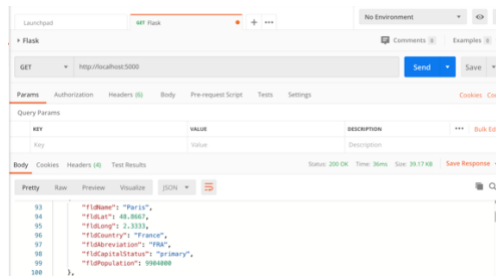 No Environment
Launchpad GET Flask + •••
Flask Comments 0 Examples 0
GET http://localhost:5000 Send Save
Params Authorization Headers (6) Body Pre-request Script Tests Settings Cookies
Query Params
KEY VALUE DESCRIPTION ••• Bulk Ed
Key Value Description
Body Cookies Headers (4) Test Results Status: 200 OK Time: 36ms Size: 39.17 KB Save Response
Pretty Raw Preview Visualize JSON
93 "fldName": "Paris",
94 "fldLat": 48.8667,
95 "fldLong": 2.3333,
96 "fldCountry": "France",
97 "fldAbreviation": "FRA",
98 "fldCapitalStatus": "primary",
99 "fldPopulation": 9904000
100 },